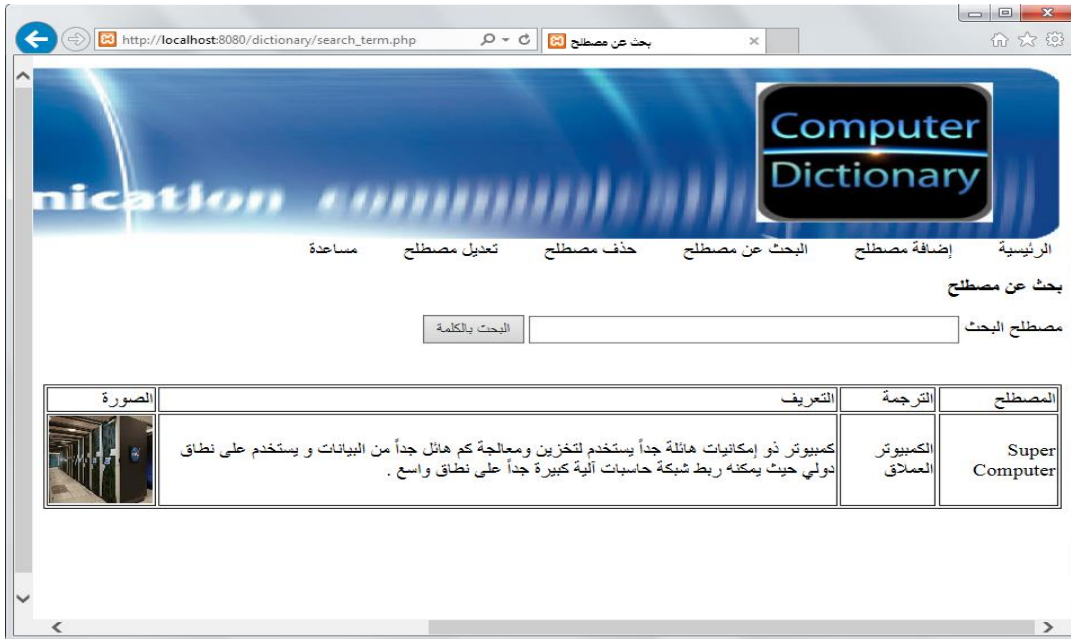 http://localhost:8080/dictionary/search_term.php
بحث عن مصطلح
Computer
Dictionary
nication communi
الرئيسية إضافة مصطلح البحث عن مصطلح حذف مصطلح تعديل مصطلح مساعدة
بحث عن مصطلح
مصطلح البحث البحث بالكلمة
المصطلح الترجمة التعريف الصورة
Super
Computer
الكمبيوتر
العملاق
كمبيوتر ذو إمكانيات هائلة جداً يستخدم لتخزين ومعالجة كم هائل جداً من البيانات و يستخدم على نطاق
دولي حيث يمكنه ربط شبكة حاسبات آلية كبيرة جداً على نطاق واسع .